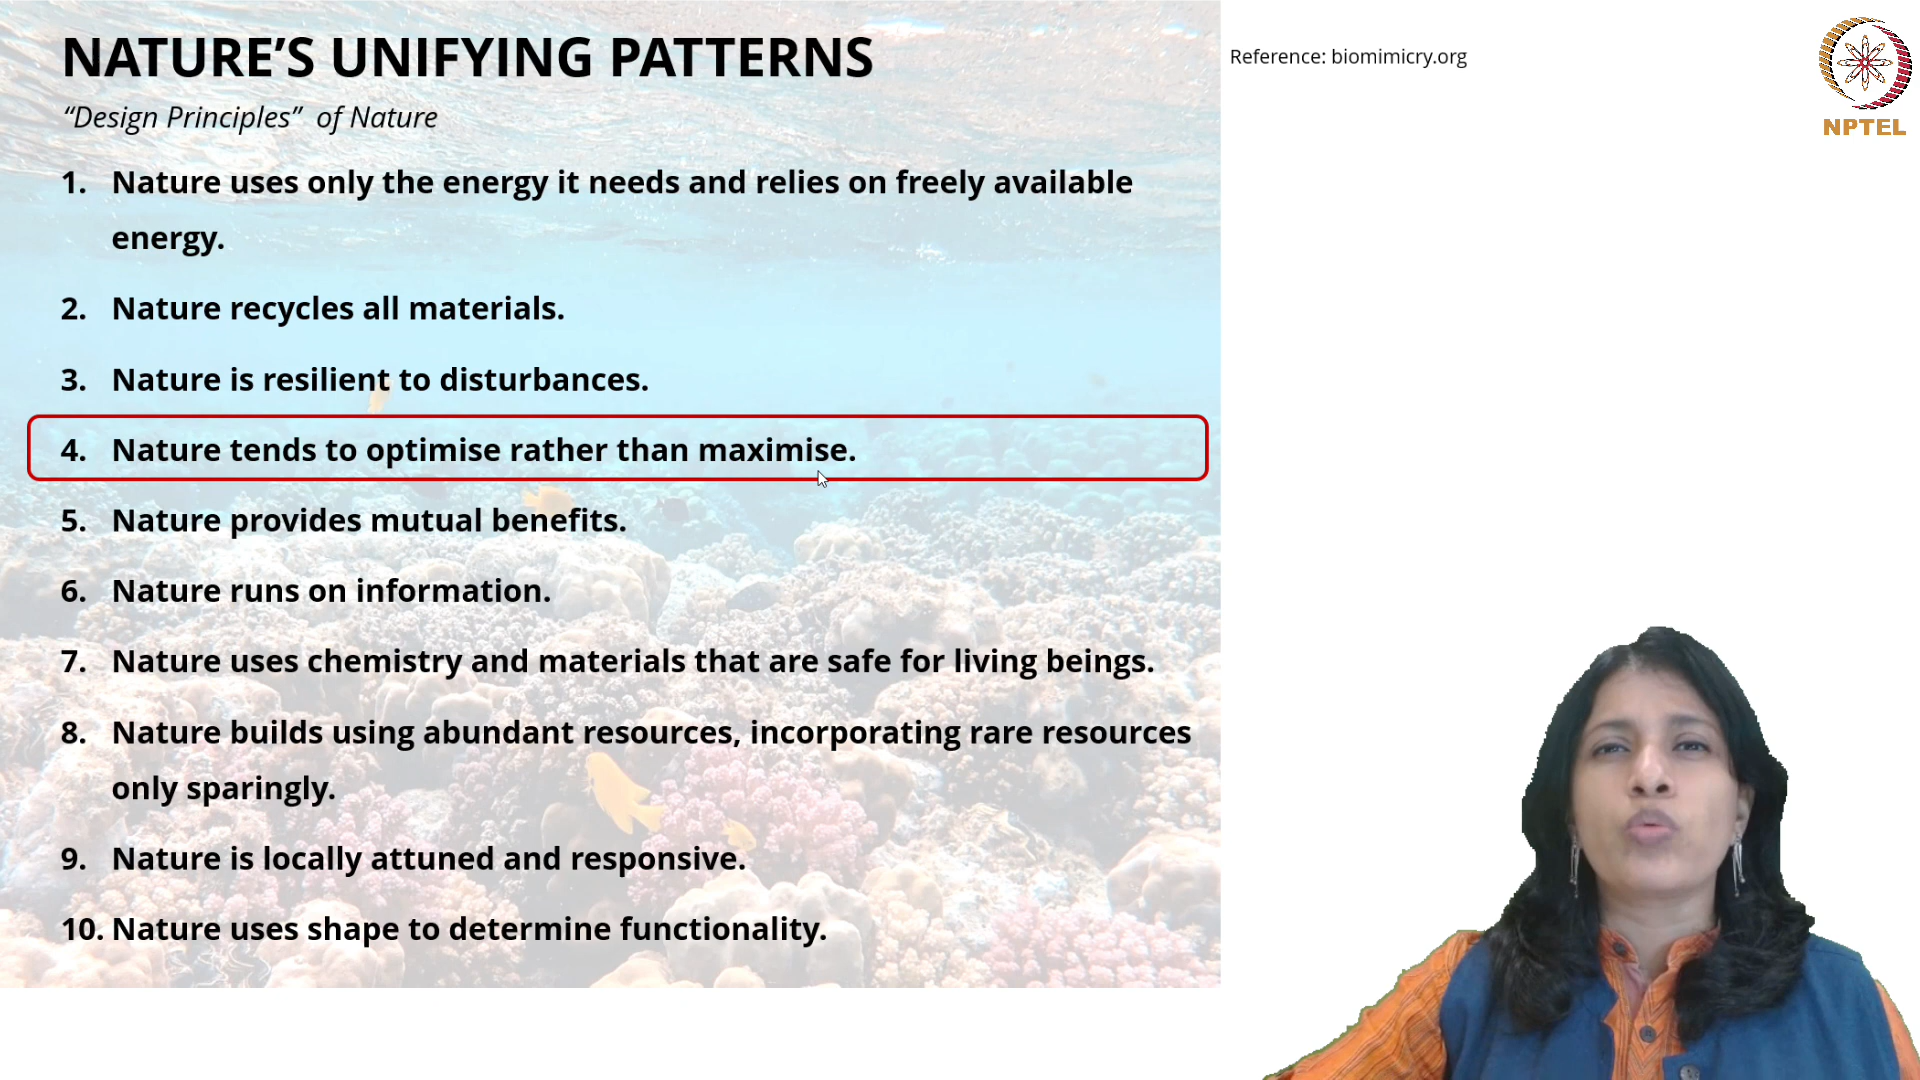 NATURE’S UNIFYING PATTERNS
“Design Principles”  of Nature
1. Nature uses only the energy it needs and relies on freely available
energy.
2. Nature recycles all materials.
3. Nature is resilient to disturbances.
4. Nature tends to optimise rather than maximise.
5. Nature provides mutual benefits.
6. Nature runs on information.
7. Nature uses chemistry and materials that are safe for living beings.
8. Nature builds using abundant resources, incorporating rare resources
only sparingly.
9. Nature is locally attuned and responsive.
10. Nature uses shape to determine functionality.
Reference: biomimicry.org
NPTEL